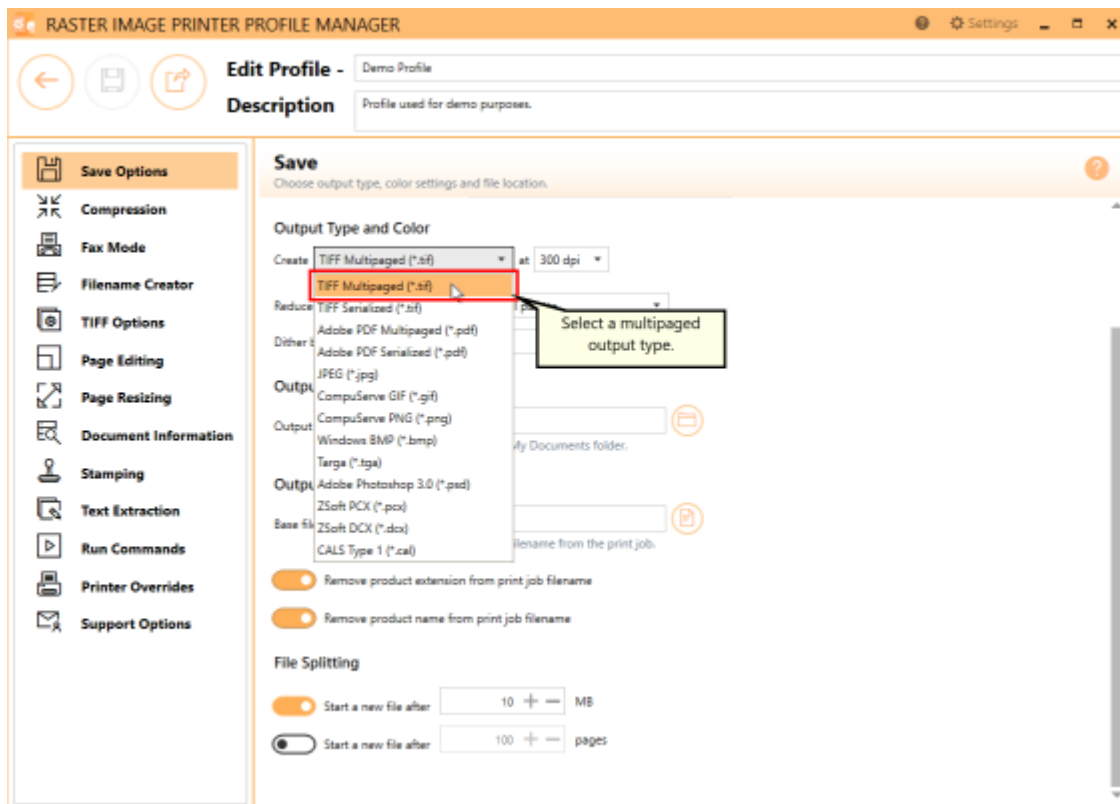 RASTER IMAGE PRINTER PROFILE MANAGER
Settings
Edit Profile - Demo Profile
Description Profile used for demo purposes.
Save Options
Compression
Fax Mode
Filename Creator
TIFF Options
Page Editing
Page Resizing
Document Information
Stamping
Text Extraction
Run Commands
Printer Overrides
Support Options
Save
Choose output type, color settings and file location.
Output Type and Color
Create TIFF Multipaged (*.tif) at 300 dpi
Reduce
Dither
TIFF Multipaged (*.tif)
TIFF Serialized (*.tif)
Adobe PDF Multipaged (*.pdf)
Adobe PDF Serialized (*.pdf)
JPEG (*.jpg)
CompuServe GIF (*.gif)
CompuServe PNG (*.png)
Windows BMP (*.bmp)
Targa (*.tga)
Adobe Photoshop 3.0 (*.psd)
ZSoft PCX (*.pcx)
ZSoft DCX (*.dcx)
CALS Type 1 (*.cal)
Select a multipaged
output type.
Output
My Documents folder.
Base
filename from the print job.
Remove product extension from print job filename
Remove product name from print job filename
File Splitting
Start a new file after 10 MB
Start a new file after 100 pages